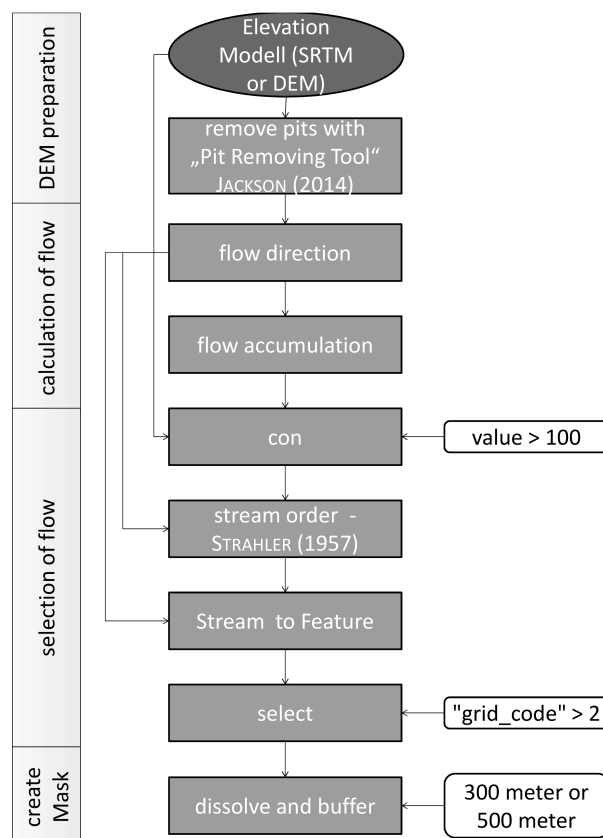 Elevation
Modell (SRTM
or DEM)
remove pits with
„Pit Removing Tool“
JACKSON (2014)
flow direction
flow accumulation
con
value > 100
stream order -
STRAHLER (1957)
Stream to Feature
select
"grid_code" > 2
dissolve and buffer
300 meter or
500 meter
DEM preparation
calculation of flow
selection of flow
create
Mask